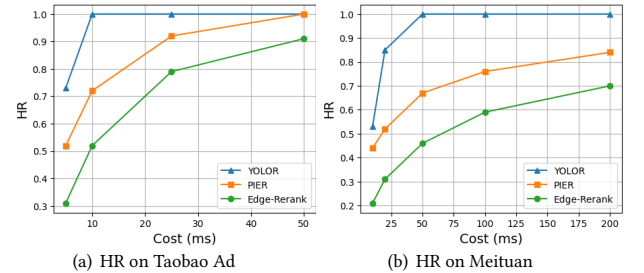 1.0
0.9
0.8
0.7
0.6
0.5
0.4
0.3
HR
10
20
30
40
50
Cost (ms)
YOLOR
PIER
Edge-Rerank
(a) HR on Taobao Ad
1.0
0.9
0.8
0.7
0.6
0.5
0.4
0.3
0.2
HR
25
50
75
100
125
150
175
200
Cost (ms)
YOLOR
PIER
Edge-Rerank
(b) HR on Meituan